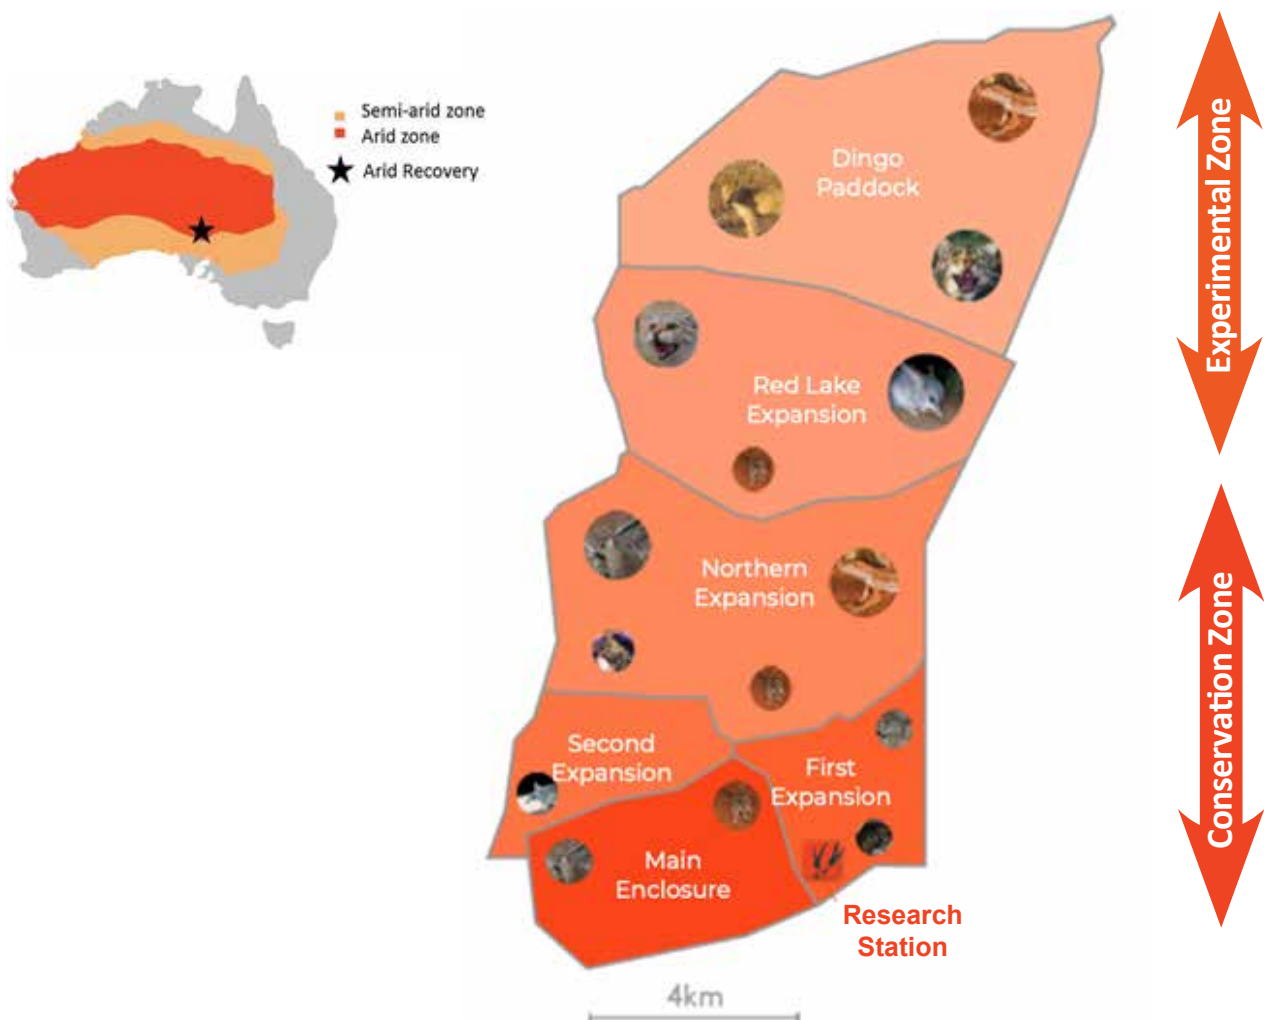 Semi-arid zone
Arid zone
Arid Recovery
Dingo
Paddock
Experimental Zone
Red Lake
Expansion
Northern
Expansion
Conservation Zone
Second
Expansion
First
Expansion
Main
Enclosure
Research
Station
4km